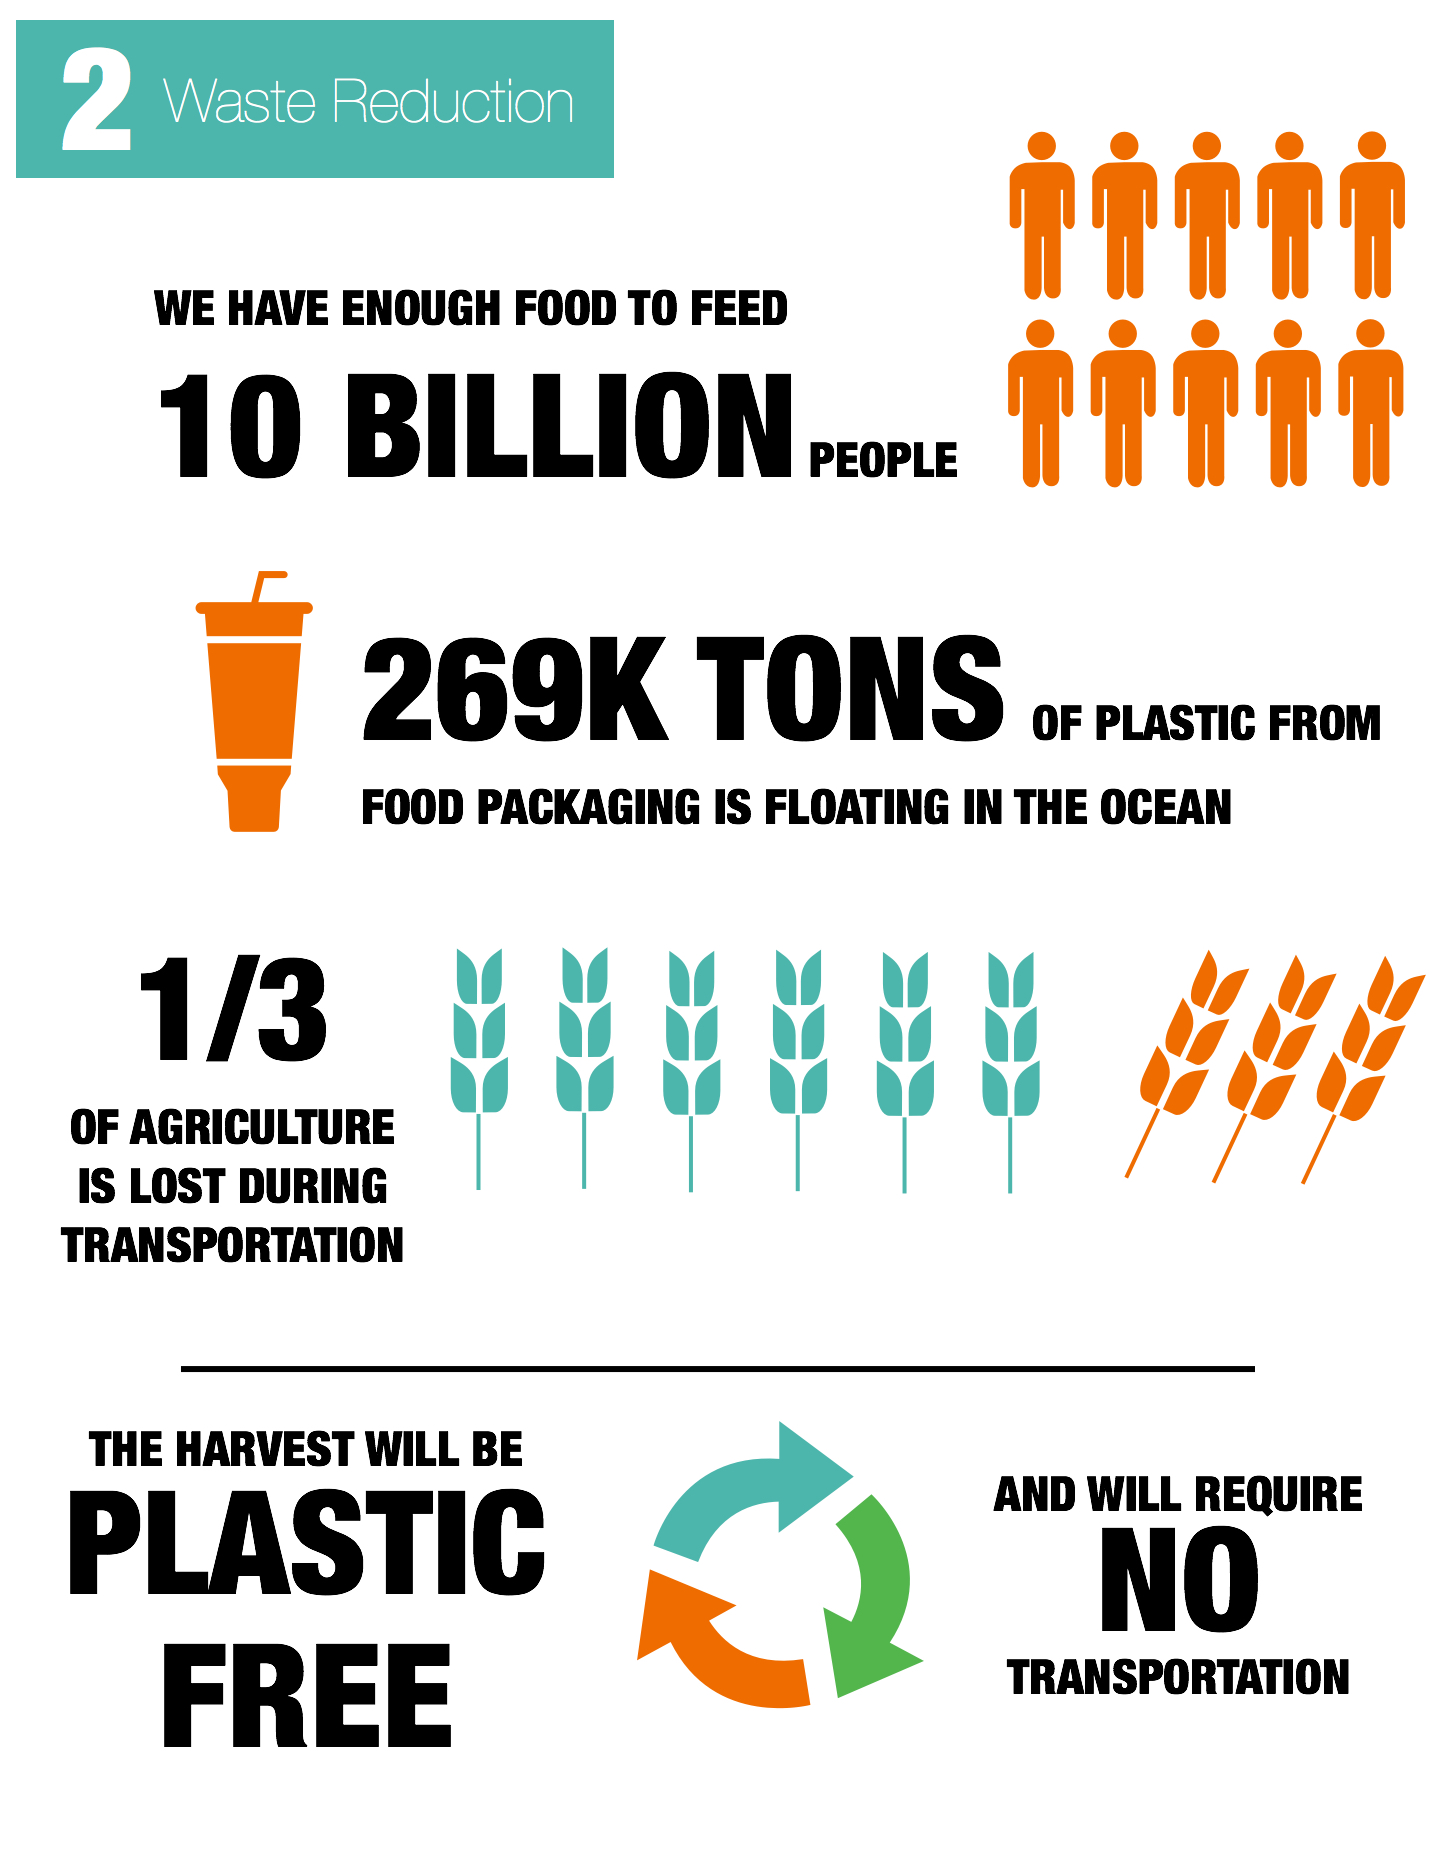 2 Waste Reduction
WE HAVE ENOUGH FOOD TO FEED
10 BILLION PEOPLE
269K TONS OF PLASTIC FROM
FOOD PACKAGING IS FLOATING IN THE OCEAN
1/3
OF AGRICULTURE
IS LOST DURING
TRANSPORTATION
THE HARVEST WILL BE
PLASTIC
FREE
AND WILL REQUIRE
NO
TRANSPORTATION